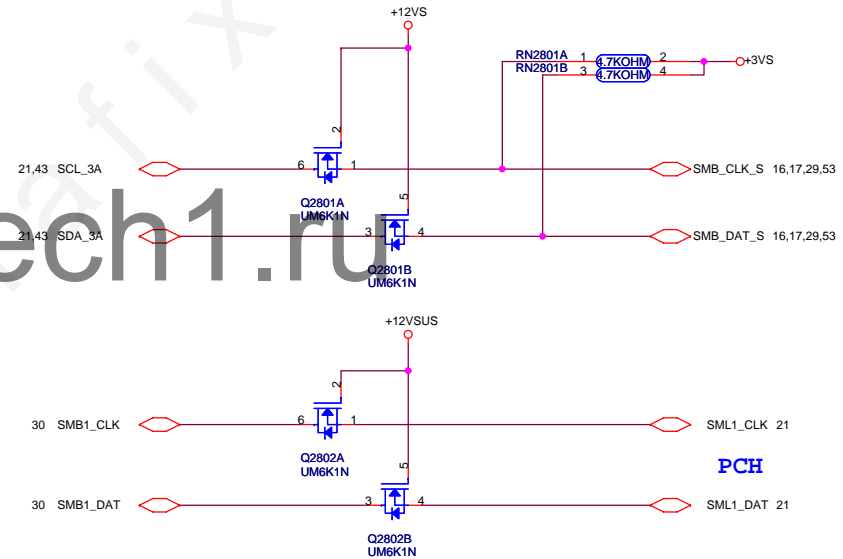 +12VS
RN2801A 1 4.7KOHM 2
RN2801B 3 4.7KOHM 4
+3VS
2
21,43 SCL_3A 6 1 SMB_CLK_S 16,17,29,53
Q2801A
UM6K1N
5
21,43 SDA_3A 3 4 SMB_DAT_S 16,17,29,53
Q2801B
UM6K1N
ech1.ru
afix
+12VSUS
2
30 SMB1_CLK 6 1 SML1_CLK 21
Q2802A
UM6K1N
PCH
5
30 SMB1_DAT 3 4 SML1_DAT 21
Q2802B
UM6K1N